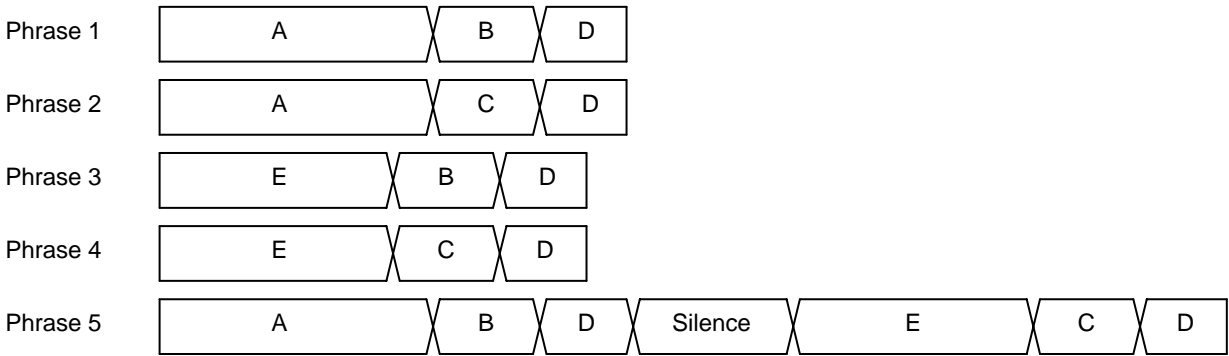 Phrase 1 A B D
Phrase 2 A C D
Phrase 3 E B D
Phrase 4 E C D
Phrase 5 A B D Silence E C D